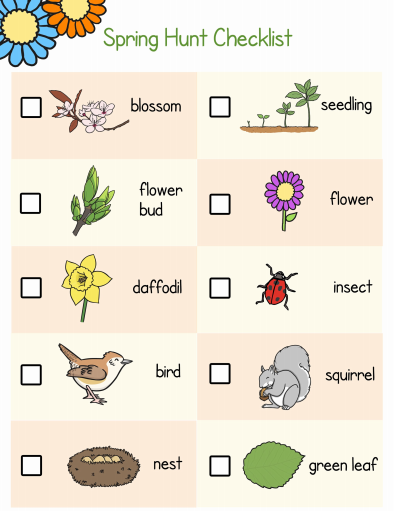 Spring Hunt Checklist
blossom
seedling
flower
bud
flower
daffodil
insect
bird
squirrel
nest
green leaf